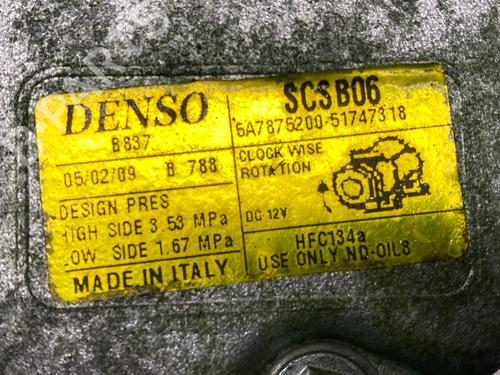 DENSO
B837
05/02/09 B 788
DESIGN PRES
HIGH SIDE 3.53 MPa
LOW SIDE 1.67 MPa
MADE IN ITALY
SCSB06
5A7875200-51747318
CLOCK WISE
ROTATION
DC 12V
HFC134a
USE ONLY ND-OIL8